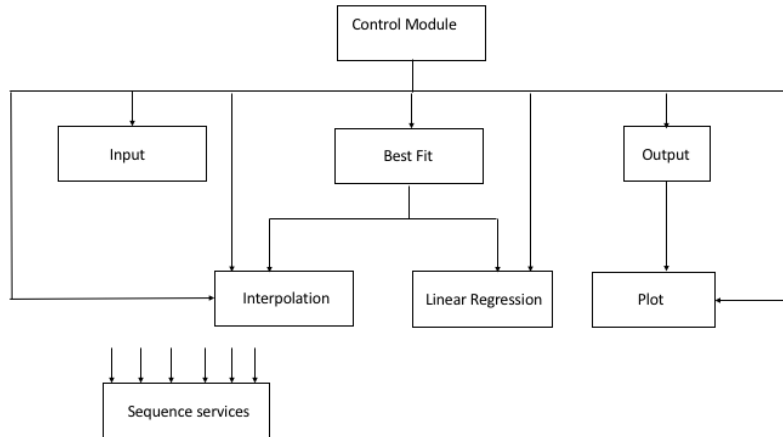 Control Module
Input
Best Fit
Output
Interpolation
Linear Regression
Plot
Sequence services